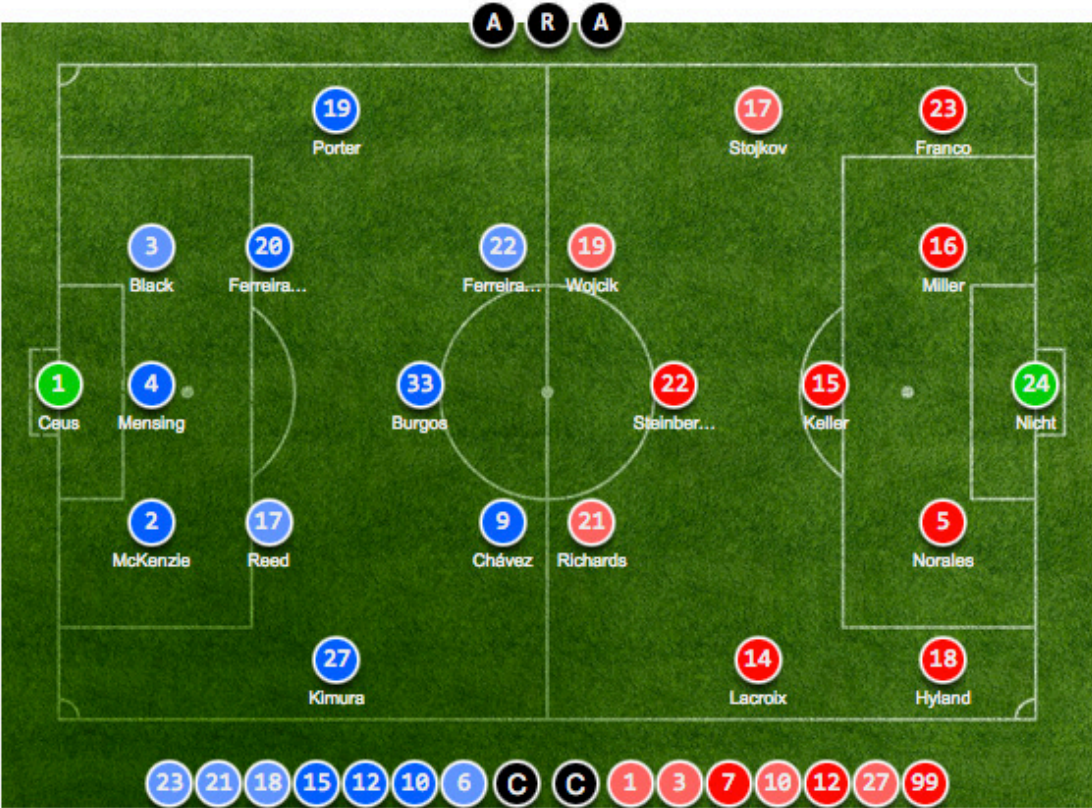 A R A
19 17 23
Porter Stojkov Franco
3 20 22 19 16
Black Ferreira... Ferreira... Wojcik Miller
1 4 33 22 15 24
Ceus Mensing Burgos Steinber... Keller Nicht
2 17 9 21 5
McKenzie Reed Chávez Richards Norales
27 14 18
Kimura Lacroix Hyland
23 21 18 15 12 10 6 C C 1 3 7 10 12 27 99